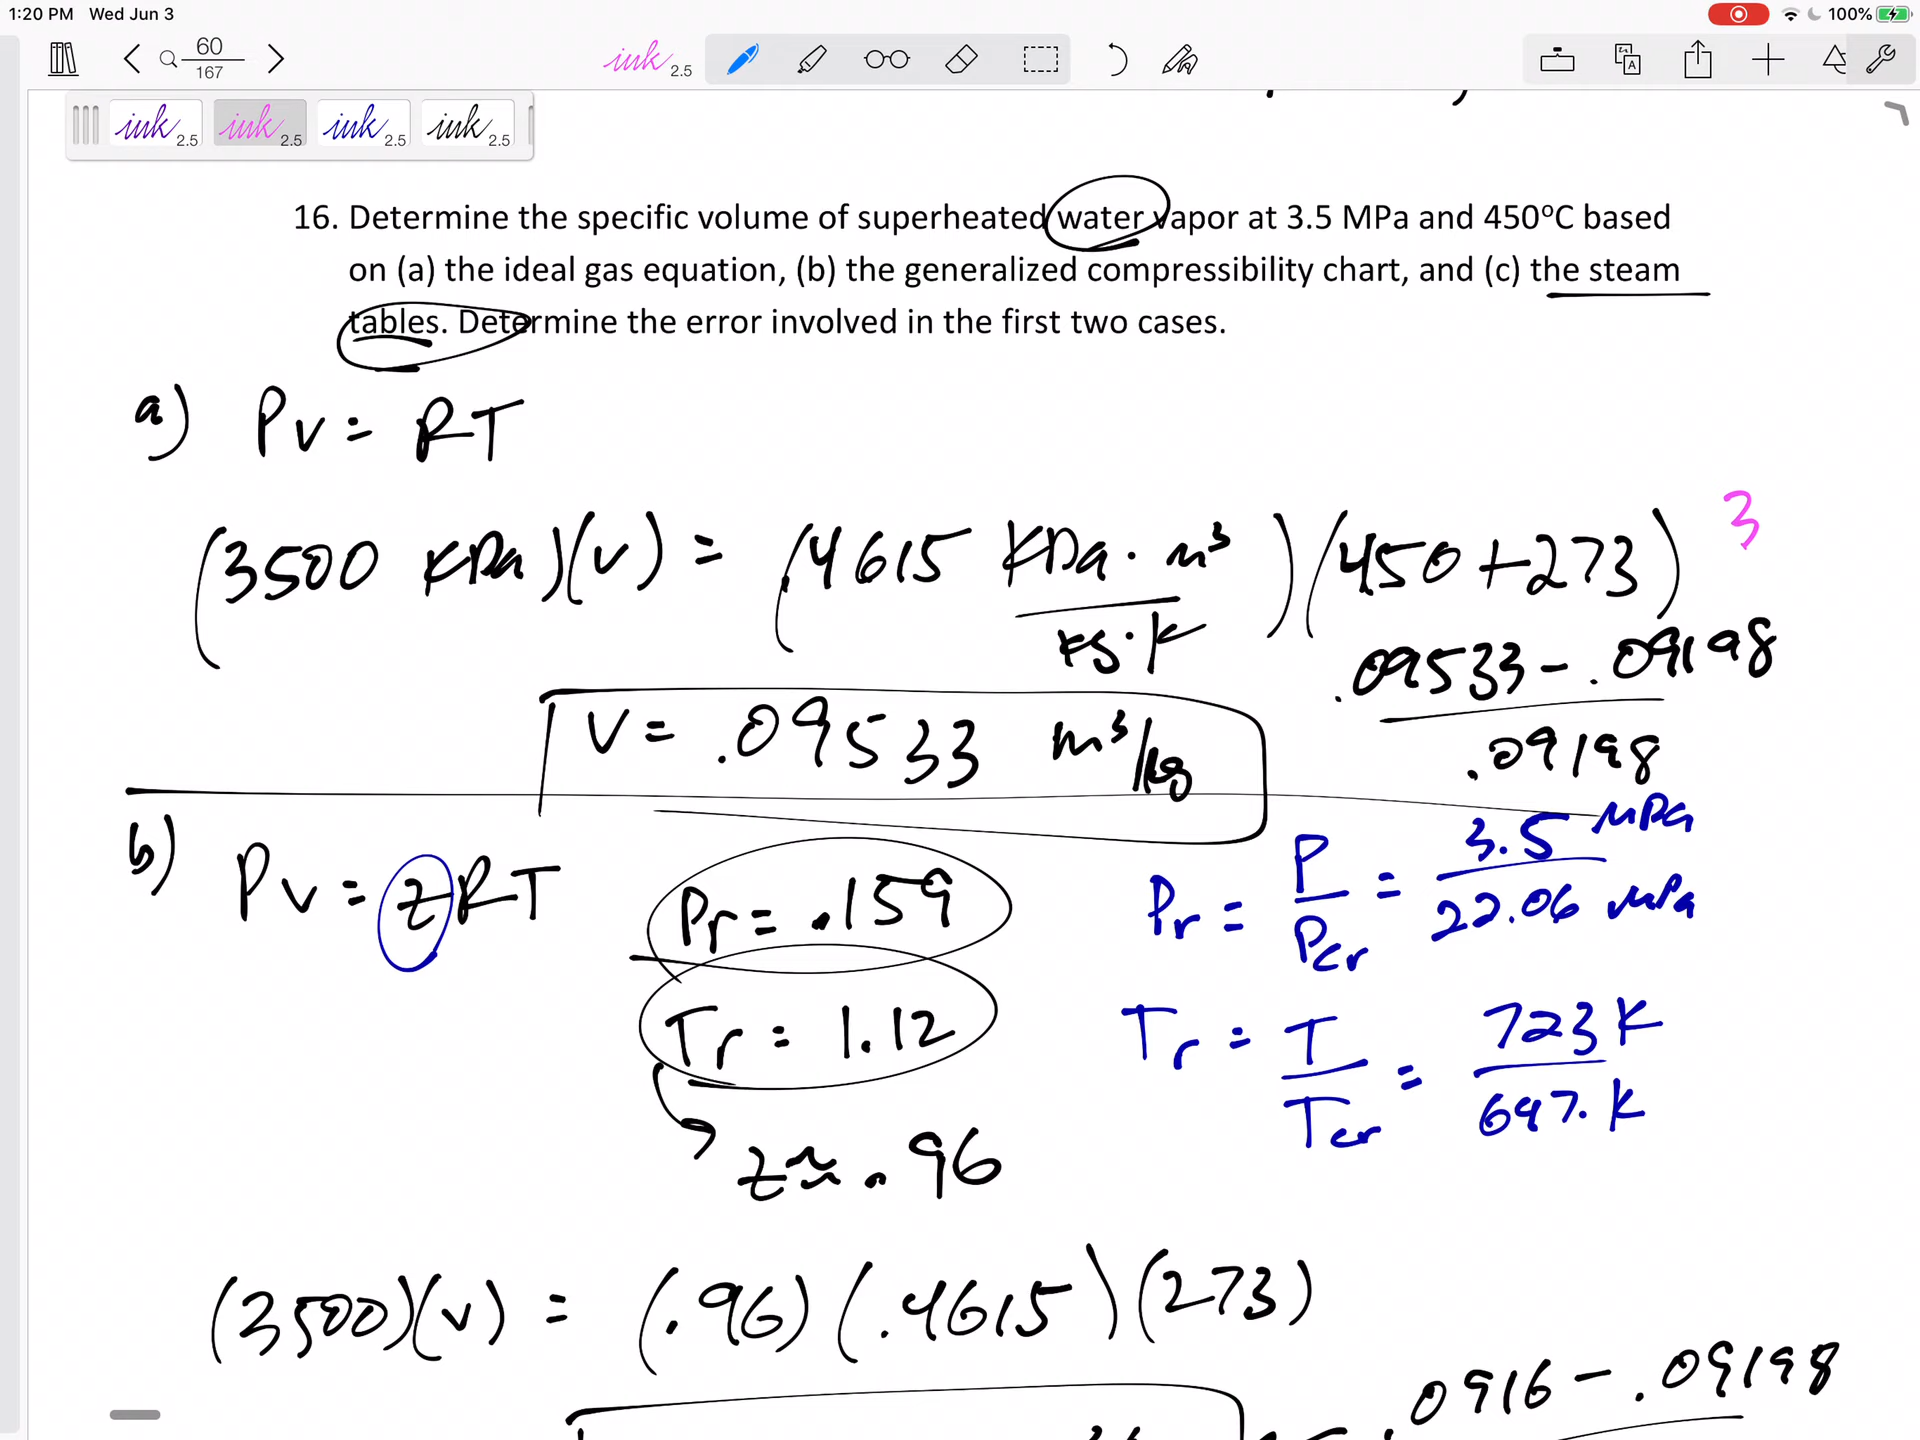 1:20 PM Wed Jun 3 100%
60
167
ink 2.5
ink 2.5 ink 2.5 ink 2.5 ink 2.5
16. Determine the specific volume of superheated water vapor at 3.5 MPa and 450°C based
on (a) the ideal gas equation, (b) the generalized compressibility chart, and (c) the steam
tables. Determine the error involved in the first two cases.
a) Pv = RT
(3500 KPa)(v) = (.4615 KPa·m³/kg·K)(450+273) 3
.09533 - .09198
.09198
v = .09533 m³/kg
b) Pv = zRT
Pr = .159
Pr = P/Pcr = 3.5 MPa/22.06 MPa
Tr = 1.12
Tr = T/Tcr = 723 K/647. K
z ≈ .96
(3500)(v) = (.96)(.4615)(273)
.0916 - .09198